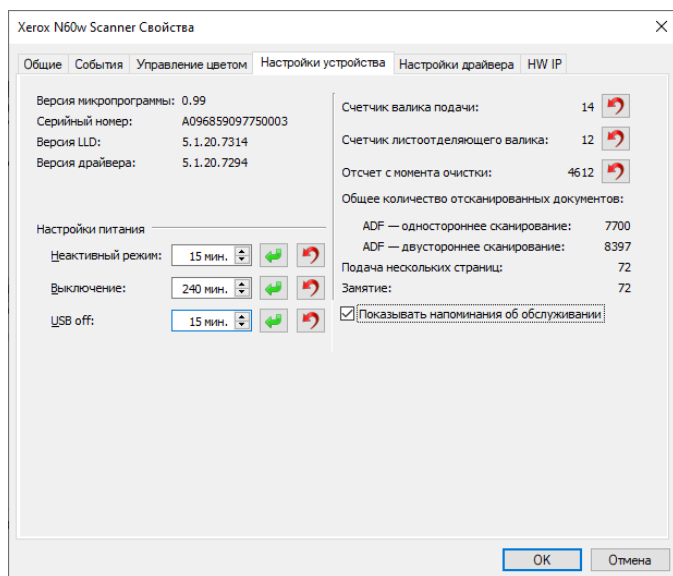 Xerox N60w Scanner Свойства
Общие События Управление цветом Настройки устройства Настройки драйвера HW IP
Версия микропрограммы: 0.99
Серийный номер: A096859097750003
Версия LLD: 5.1.20.7314
Версия драйвера: 5.1.20.7294
Настройки питания
Неактивный режим: 15 мин.
Выключение: 240 мин.
USB off: 15 мин.
Счетчик валика подачи: 14
Счетчик листоотделяющего валика: 12
Отсчет с момента очистки: 4612
Общее количество отсканированных документов:
ADF — одностороннее сканирование: 7700
ADF — двустороннее сканирование: 8397
Подача нескольких страниц: 72
Замятие: 72
Показывать напоминания об обслуживании
OK Отмена